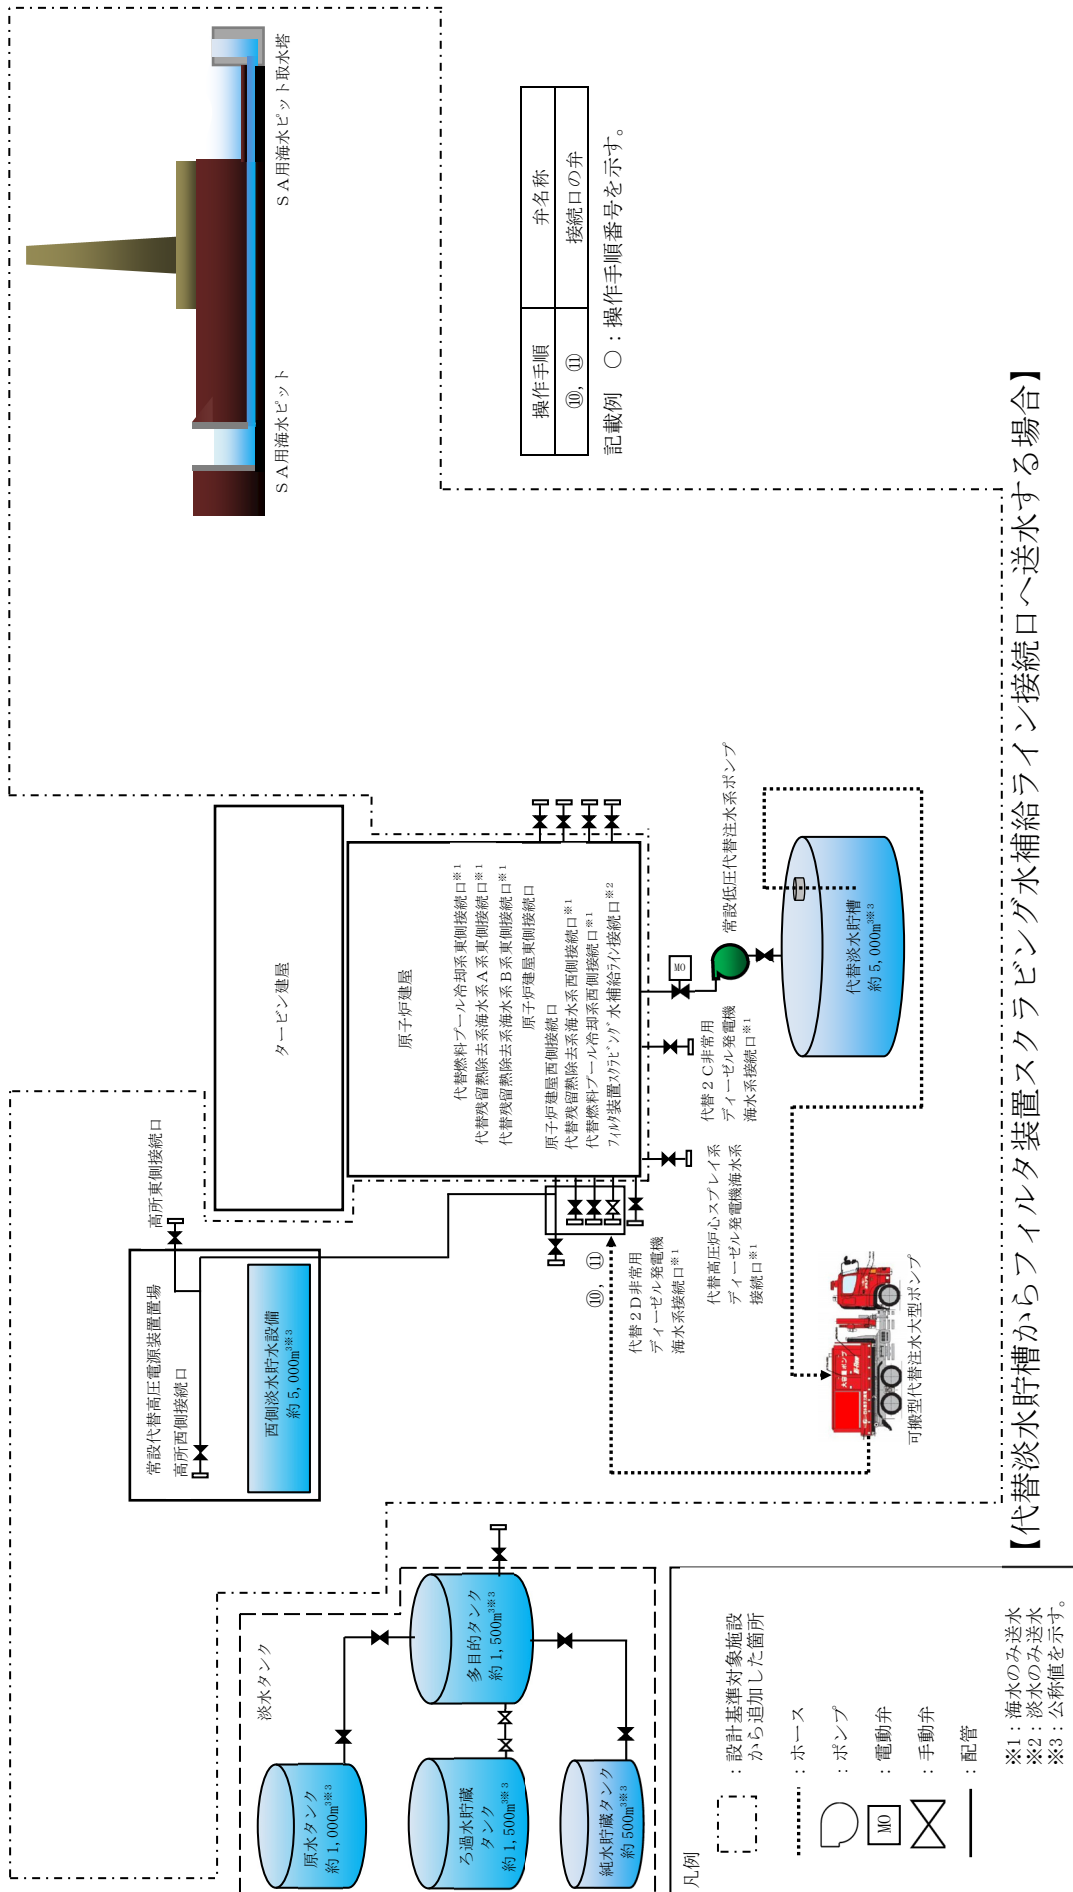 ＳＡ用海水ピット
ＳＡ用海水ピット取水塔
操作手順
弁名称
⑩，⑪
接続口の弁
記載例　○：操作手順番号を示す。
タービン建屋
原子炉建屋
代替燃料プール冷却系東側接続口※1
代替残留熱除去系海水系Ａ系東側接続口※1
代替残留熱除去系海水系Ｂ系東側接続口※1
原子炉建屋東側接続口
原子炉建屋西側接続口
代替残留熱除去系海水系西側接続口※1
代替燃料プール冷却系西側接続口※1
フィルタ装置スクラビング水補給ライン接続口※2
常設代替高圧電源装置置場
高所西側接続口
高所東側接続口
西側淡水貯水設備
約 5,000m3※3
⑩，⑪
代替２Ｄ非常用
ディーゼル発電機
海水系接続口※1
代替高圧炉心スプレイ系
ディーゼル発電機海水系
接続口※1
代替２Ｃ非常用
ディーゼル発電機
海水系接続口※1
MO
常設低圧代替注水系ポンプ
代替淡水貯槽
約 5,000m3※3
大容量ポンプ
可搬型代替注水大型ポンプ
淡水タンク
原水タンク
約 1,000m3※3
多目的タンク
約 1,500m3※3
ろ過水貯蔵
タンク
約 1,500m3※3
純水貯蔵タンク
約 500m3※3
凡例
：設計基準対象施設
から追加した箇所
：ホース
：ポンプ
MO
：電動弁
：手動弁
：配管
※1：海水のみ送水
※2：淡水のみ送水
※3：公称値を示す。
【代替淡水貯槽からフィルタ装置スクラビング水補給ライン接続口へ送水する場合】